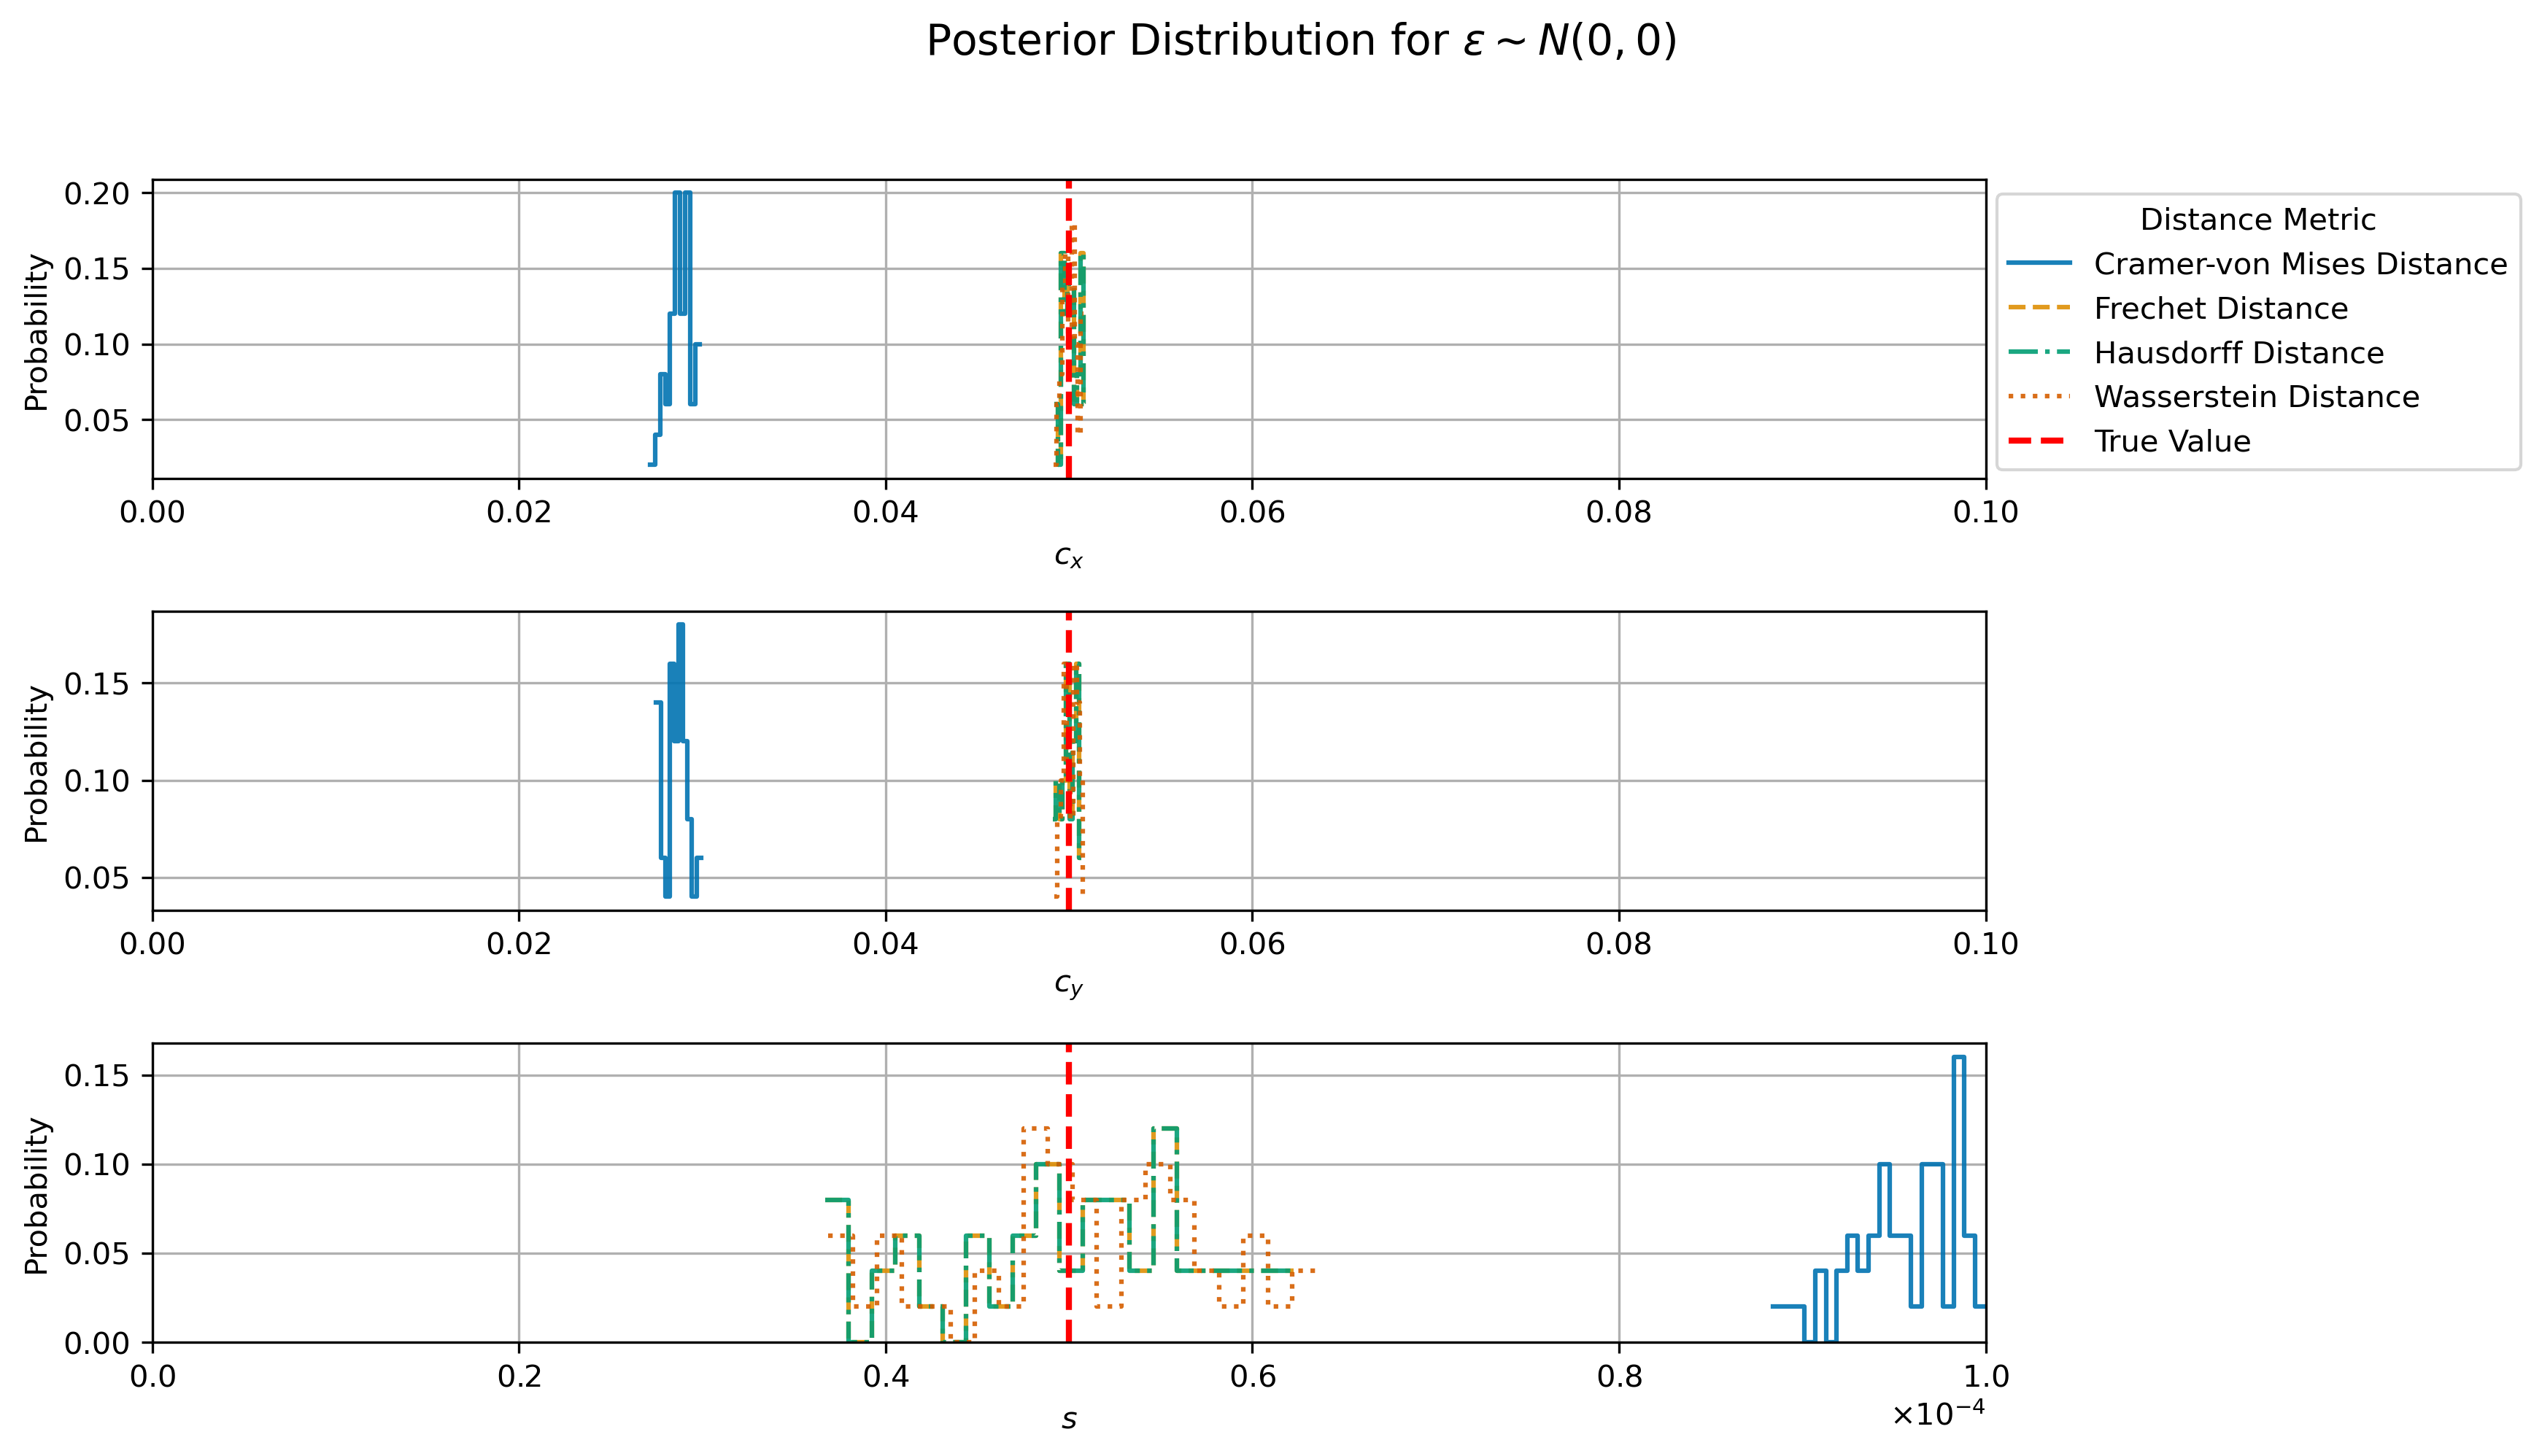 Posterior Distribution for ε ~ N(0, 0)
0.20
0.15
0.10
0.05
Probability
0.00 0.02 0.04 0.06 0.08 0.10
c_x
Distance Metric
Cramer-von Mises Distance
Frechet Distance
Hausdorff Distance
Wasserstein Distance
True Value
0.15
0.10
0.05
Probability
0.00 0.02 0.04 0.06 0.08 0.10
c_y
0.15
0.10
0.05
0.00
Probability
0.0 0.2 0.4 0.6 0.8 1.0
×10⁻⁴
s